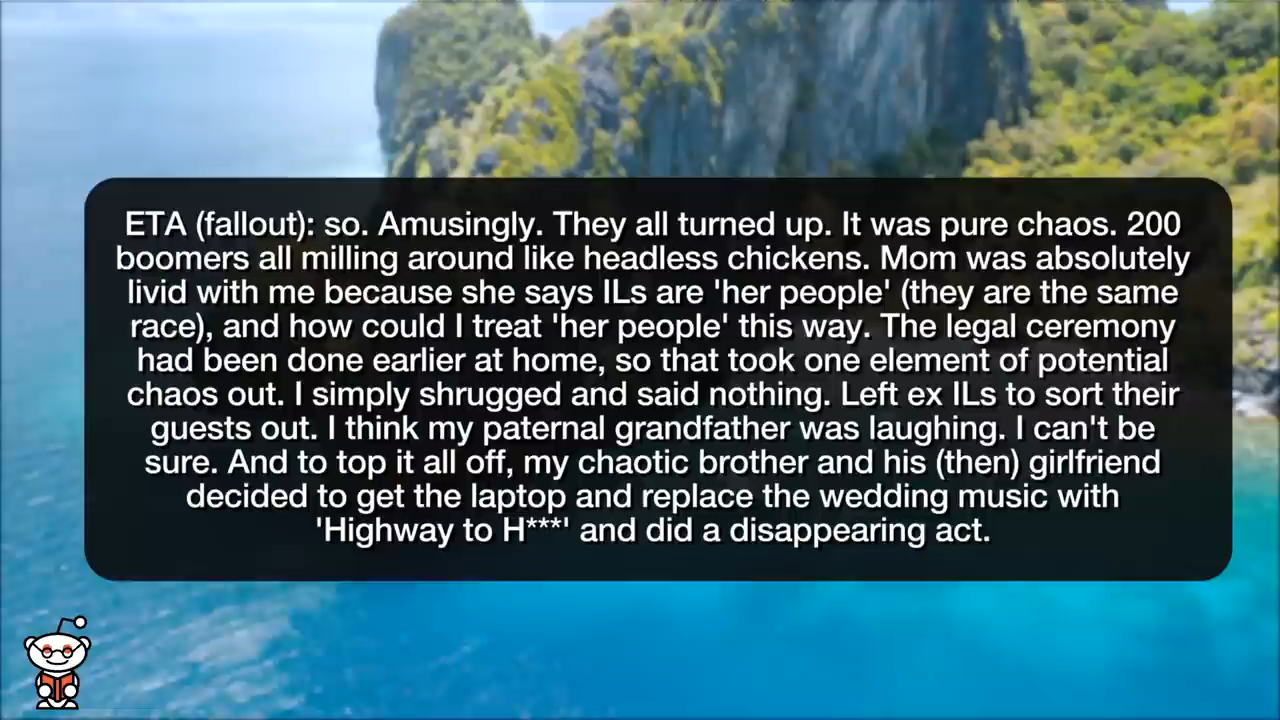 ETA (fallout): so. Amusingly. They all turned up. It was pure chaos. 200
boomers all milling around like headless chickens. Mom was absolutely
livid with me because she says ILs are 'her people' (they are the same
race), and how could I treat 'her people' this way. The legal ceremony
had been done earlier at home, so that took one element of potential
chaos out. I simply shrugged and said nothing. Left ex ILs to sort their
guests out. I think my paternal grandfather was laughing. I can't be
sure. And to top it all off, my chaotic brother and his (then) girlfriend
decided to get the laptop and replace the wedding music with
'Highway to H***' and did a disappearing act.